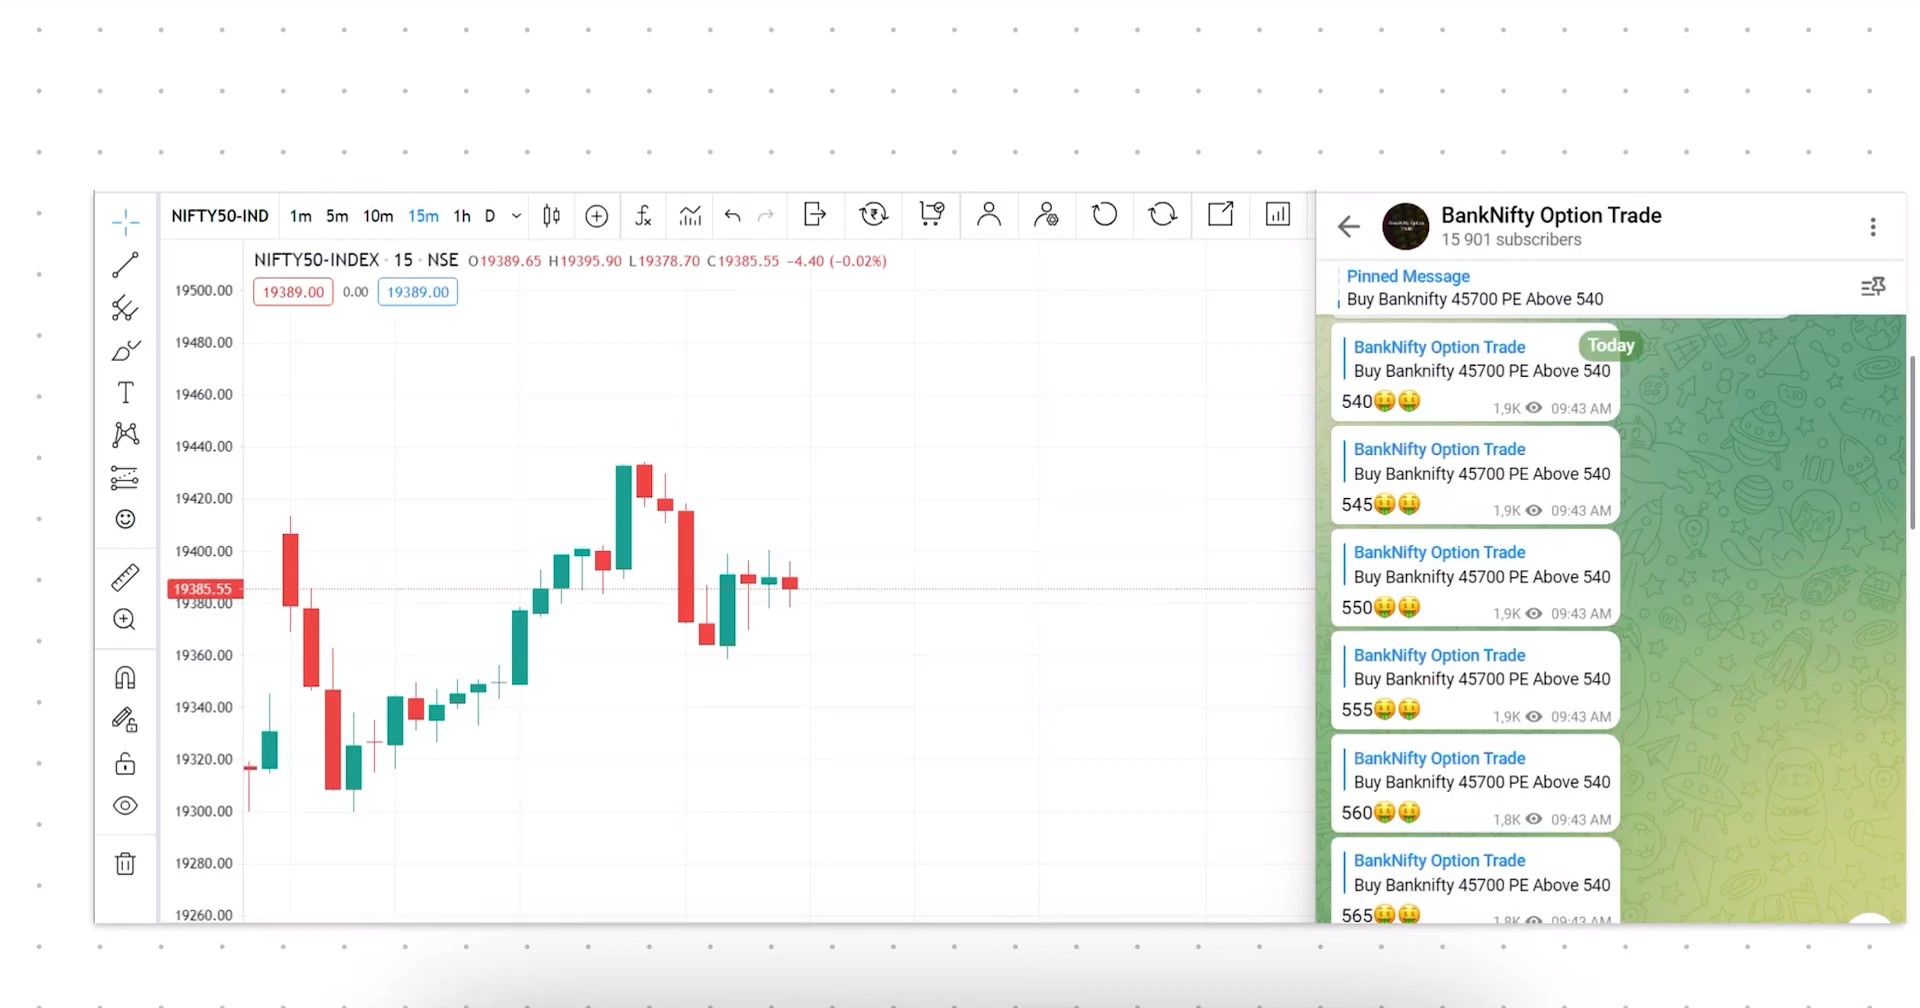 NIFTY50-IND 1m 5m 10m 15m 1h D
NIFTY50-INDEX · 15 · NSE O19389.65 H19395.90 L19378.70 C19385.55 −4.40 (−0.02%)
19389.00 0.00 19389.00
19500.00
19480.00
19460.00
19440.00
19420.00
19400.00
19385.55
19380.00
19360.00
19340.00
19320.00
19300.00
19280.00
19260.00
BankNifty Option Trade
15 901 subscribers
Pinned Message
Buy Banknifty 45700 PE Above 540
Today
BankNifty Option Trade
Buy Banknifty 45700 PE Above 540
540🤑🤑 1,9K 09:43 AM
BankNifty Option Trade
Buy Banknifty 45700 PE Above 540
545🤑🤑 1,9K 09:43 AM
BankNifty Option Trade
Buy Banknifty 45700 PE Above 540
550🤑🤑 1,9K 09:43 AM
BankNifty Option Trade
Buy Banknifty 45700 PE Above 540
555🤑🤑 1,9K 09:43 AM
BankNifty Option Trade
Buy Banknifty 45700 PE Above 540
560🤑🤑 1,8K 09:43 AM
BankNifty Option Trade
Buy Banknifty 45700 PE Above 540
565🤑🤑 1,8K 09:43 AM